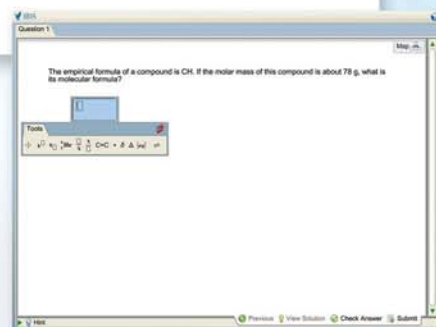 Question 1
Map
The empirical formula of a compound is CH. If the molar mass of this compound is about 78 g, what is
its molecular formula?
Tools
Hint
Previous
View Solution
Check Answer
Submit